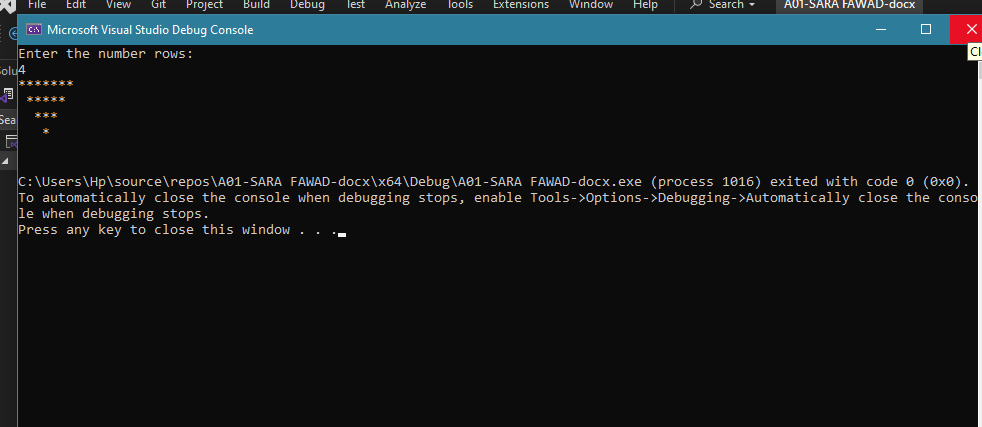 File Edit View Git Project Build Debug Test Analyze Tools Extensions Window Help Search A01-SARA FAWAD-docx
Microsoft Visual Studio Debug Console
Cl
Enter the number rows:
4
*******
 *****
  ***
   *
Sea
C:\Users\Hp\source\repos\A01-SARA FAWAD-docx\x64\Debug\A01-SARA FAWAD-docx.exe (process 1016) exited with code 0 (0x0).
To automatically close the console when debugging stops, enable Tools->Options->Debugging->Automatically close the conso
le when debugging stops.
Press any key to close this window . . .